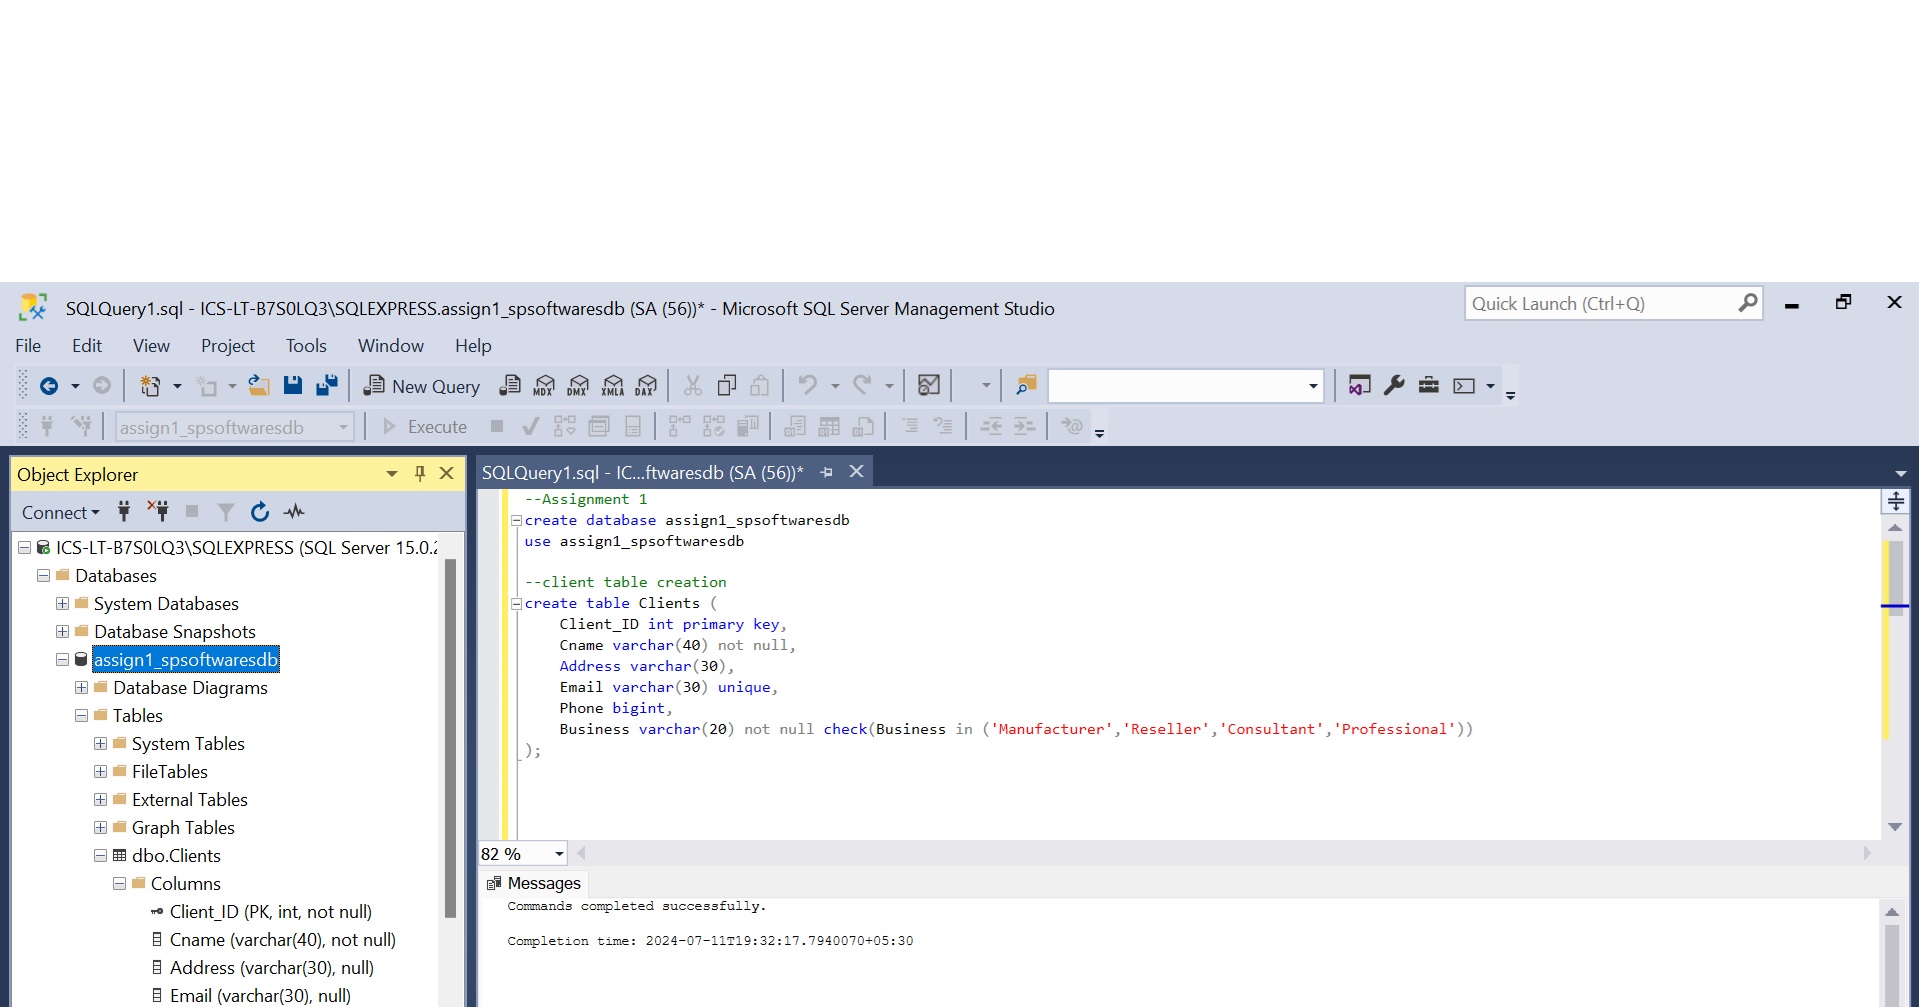 SQLQuery1.sql - ICS-LT-B7S0LQ3\SQLEXPRESS.assign1_spsoftwaresdb (SA (56))* - Microsoft SQL Server Management Studio
Quick Launch (Ctrl+Q)
File Edit View Project Tools Window Help
New Query MDX DMX XMLA DAX
assign1_spsoftwaresdb Execute
Object Explorer
Connect
ICS-LT-B7S0LQ3\SQLEXPRESS (SQL Server 15.0.2
Databases
System Databases
Database Snapshots
assign1_spsoftwaresdb
Database Diagrams
Tables
System Tables
FileTables
External Tables
Graph Tables
dbo.Clients
Columns
Client_ID (PK, int, not null)
Cname (varchar(40), not null)
Address (varchar(30), null)
Email (varchar(30), null)
SQLQuery1.sql - IC...ftwaresdb (SA (56))*
--Assignment 1
create database assign1_spsoftwaresdb
use assign1_spsoftwaresdb
--client table creation
create table Clients (
Client_ID int primary key,
Cname varchar(40) not null,
Address varchar(30),
Email varchar(30) unique,
Phone bigint,
Business varchar(20) not null check(Business in ('Manufacturer','Reseller','Consultant','Professional'))
);
82 %
Messages
Commands completed successfully.
Completion time: 2024-07-11T19:32:17.7940070+05:30